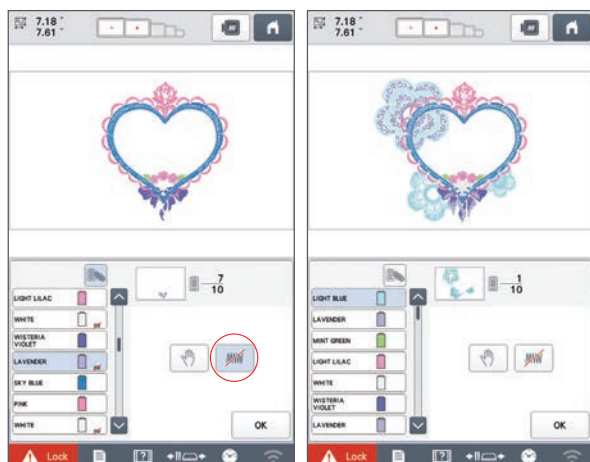 7.18 "
7.61 "
7
10
LIGHT LILAC
WHITE
WISTERIA
VIOLET
LAVENDER
SKY BLUE
PINK
WHITE
OK
Lock
7.18 "
7.61 "
1
10
LIGHT BLUE
LAVENDER
MINT GREEN
LIGHT LILAC
WHITE
WISTERIA
VIOLET
LAVENDER
OK
Lock